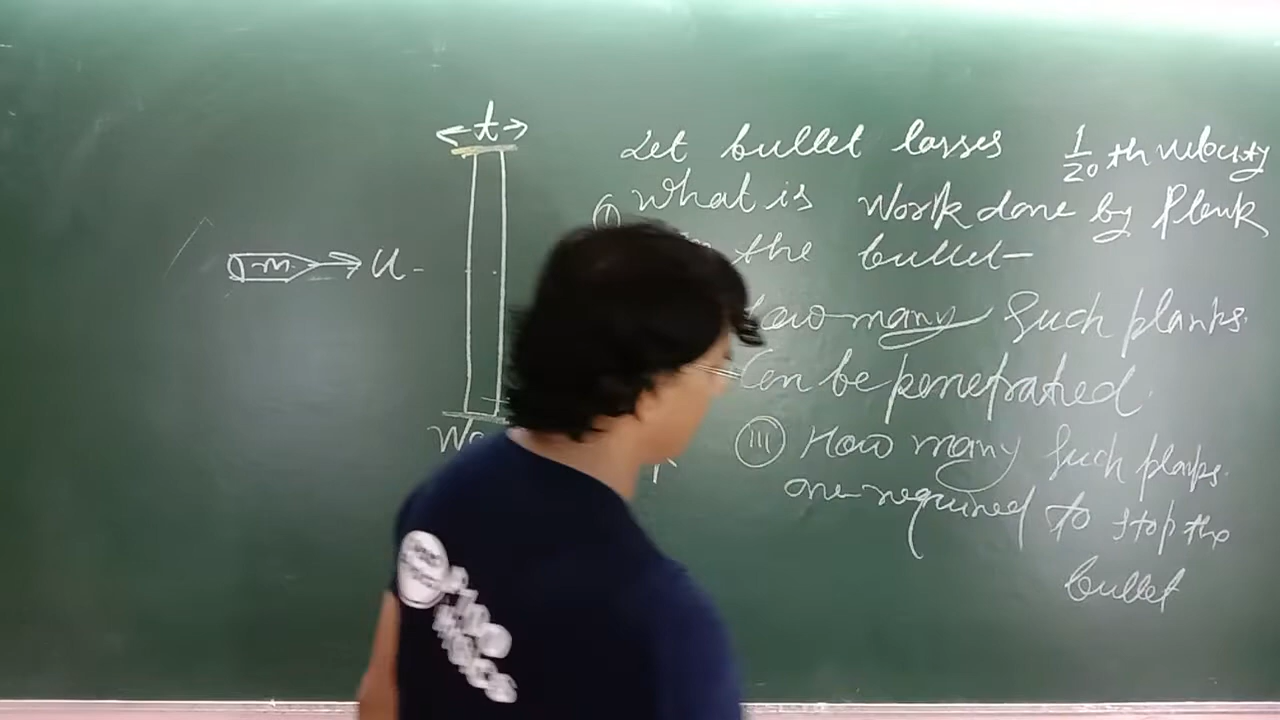 t
m
u
Let bullet losses 1/20 th velocity
(I) What is work done by Plank
the bullet
how many such planks.
Can be penetrated.
(III) How many such planks.
are required to stop the
bullet